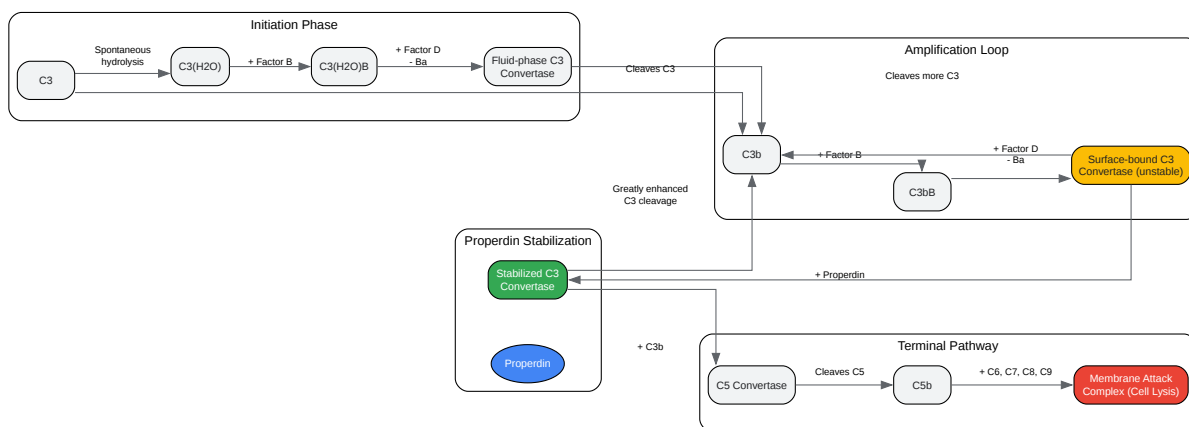 Initiation Phase
Spontaneous
hydrolysis
C3
C3(H2O)
+ Factor B
C3(H2O)B
+ Factor D
- Ba
Fluid-phase C3
Convertase
Cleaves C3
Amplification Loop
Cleaves more C3
C3b
+ Factor B
C3bB
+ Factor D
- Ba
Surface-bound C3
Convertase (unstable)
Greatly enhanced
C3 cleavage
Properdin Stabilization
Stabilized C3
Convertase
+ Properdin
Properdin
+ C3b
Terminal Pathway
C5 Convertase
Cleaves C5
C5b
+ C6, C7, C8, C9
Membrane Attack
Complex (Cell Lysis)